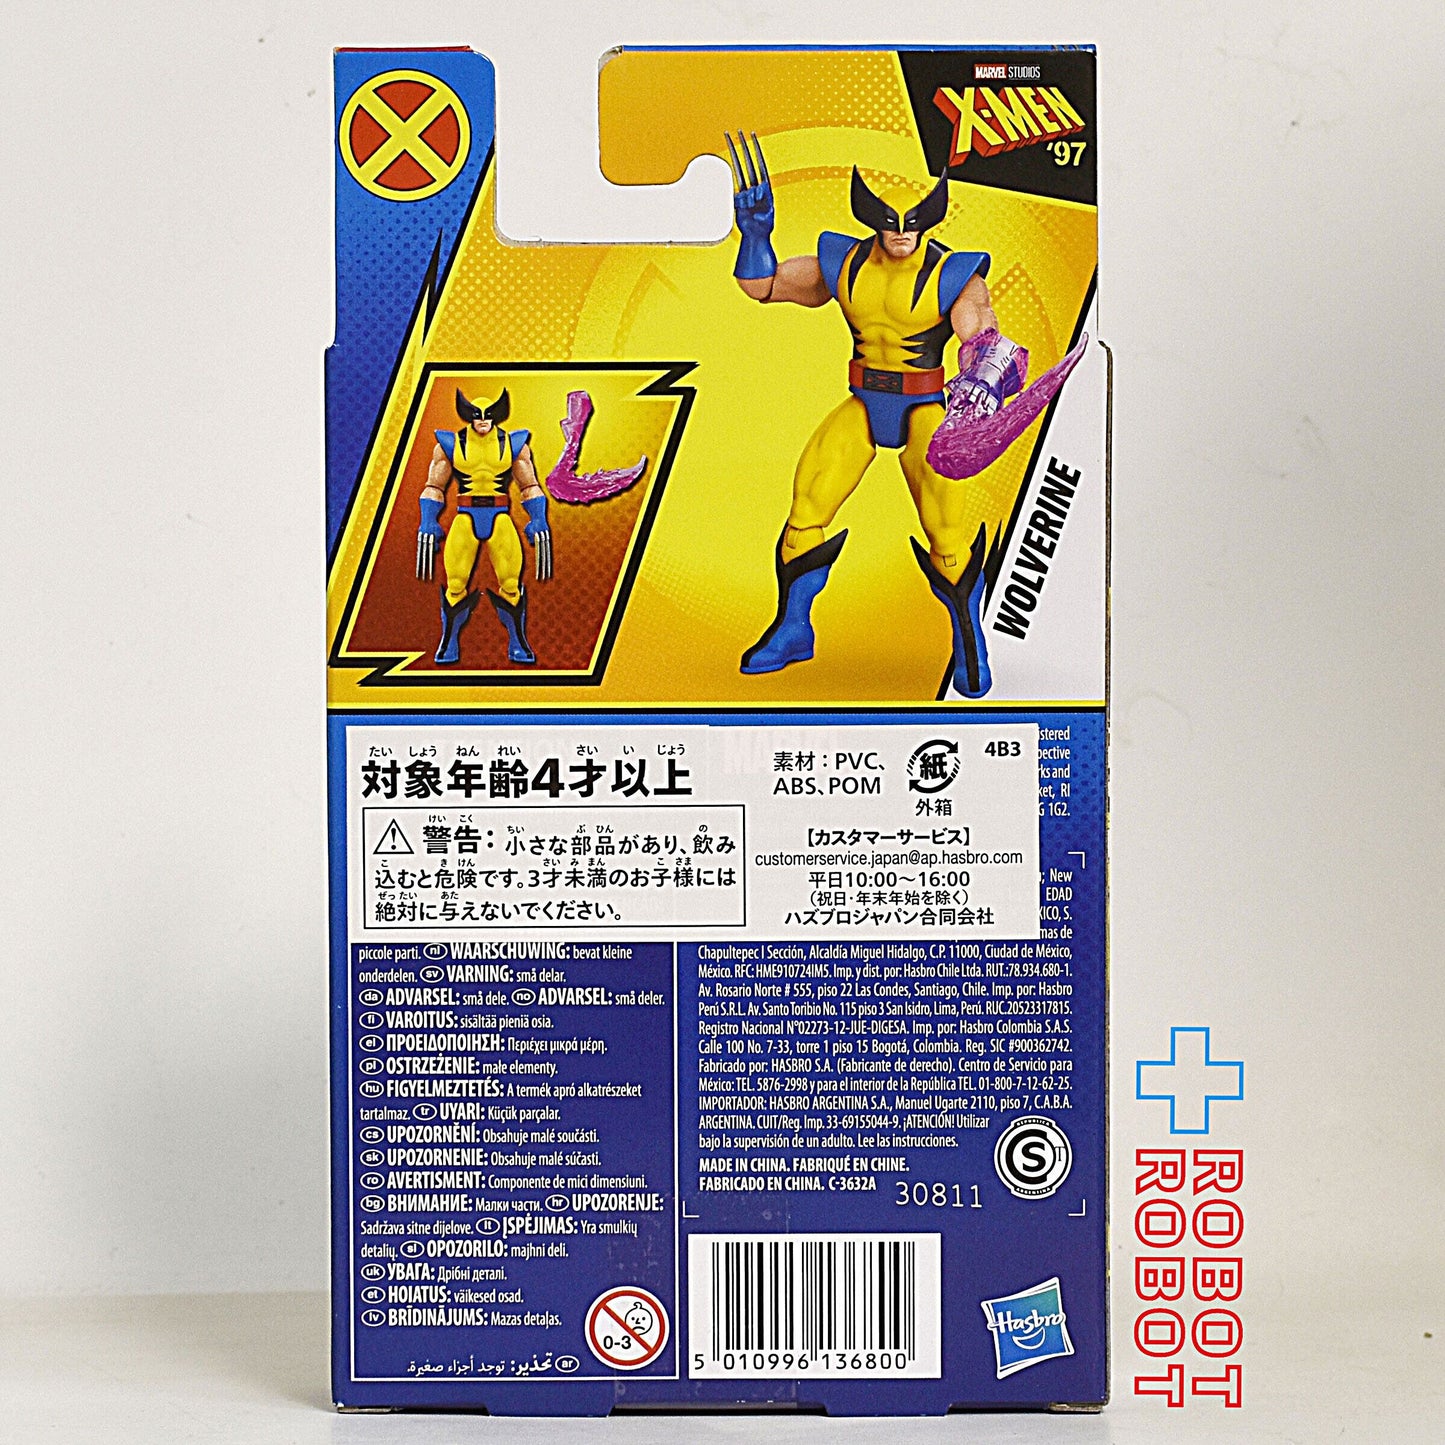 MARVEL STUDIOS
X-MEN
'97
WOLVERINE
たい しょう ねん れい さい い じょう
対象年齢4才以上
けい こく
警告：小さな部品があり、飲み
ちい ぶ ひん の
込むと危険です。3才未満のお子様には
こ き けん さい み まん こ さま
絶対に与えないでください。
ぜったい あた
素材：PVC、
ABS、POM
紙
外箱
4B3
【カスタマーサービス】
customerservice.japan@ap.hasbro.com
平日10:00〜16:00
（祝日・年末年始を除く）
ハズブロジャパン合同会社
istered
pective
rks and
ket, RI
G 1G2.
; New
EDAD
XICO, S.
mas de
piccole parti. nl WAARSCHUWING: bevat kleine
onderdelen. sv VARNING: små delar.
da ADVARSEL: små dele. no ADVARSEL: små deler.
fi VAROITUS: sisältää pieniä osia.
el ΠΡΟΕΙΔΟΠΟΙΗΣΗ: Περιέχει μικρά μέρη.
pl OSTRZEŻENIE: małe elementy.
hu FIGYELMEZTETÉS: A termék apró alkatrészeket
tartalmaz. tr UYARI: Küçük parçalar.
cs UPOZORNĚNÍ: Obsahuje malé součásti.
sk UPOZORNENIE: Obsahuje malé súčasti.
ro AVERTISMENT: Componente de mici dimensiuni.
bg ВНИМАНИЕ: Малки части. hr UPOZORENJE:
Sadržava sitne dijelove. lt ĮSPĖJIMAS: Yra smulkių
detalių. sl OPOZORILO: majhni deli.
uk УВАГА: Дрібні деталі.
et HOIATUS: väikesed osad.
lv BRĪDINĀJUMS: Mazas detaļas.
ar تحذير: توجد أجزاء صغيرة.
0-3
Chapultepec I Sección, Alcaldía Miguel Hidalgo, C.P. 11000, Ciudad de México,
México. RFC: HME910724IM5. Imp. y dist. por: Hasbro Chile Ltda. RUT.:78.934.680-1.
Av. Rosario Norte # 555, piso 22 Las Condes, Santiago, Chile. Imp. por: Hasbro
Perú S.R.L. Av. Santo Toribio No. 115 piso 3 San Isidro, Lima, Perú. RUC.20523317815.
Registro Nacional N°02273-12-JUE-DIGESA. Imp. por: Hasbro Colombia S.A.S.
Calle 100 No. 7-33, torre 1 piso 15 Bogotá, Colombia. Reg. SIC #900362742.
Fabricado por: HASBRO S.A. (Fabricante de derecho). Centro de Servicio para
México: TEL. 5876-2998 y para el interior de la República TEL. 01-800-7-12-62-25.
IMPORTADOR: HASBRO ARGENTINA S.A., Manuel Ugarte 2110, piso 7, C.A.B.A.
ARGENTINA. CUIT/Reg. Imp. 33-69155044-9. ¡ATENCIÓN! Utilizar
bajo la supervisión de un adulto. Lee las instrucciones.
MADE IN CHINA. FABRIQUÉ EN CHINE.
FABRICADO EN CHINA. C-3632A 30811
REPUBLICA
S
ARGENTINA
5 010996 136800
Hasbro
ROBOT
ROBOT